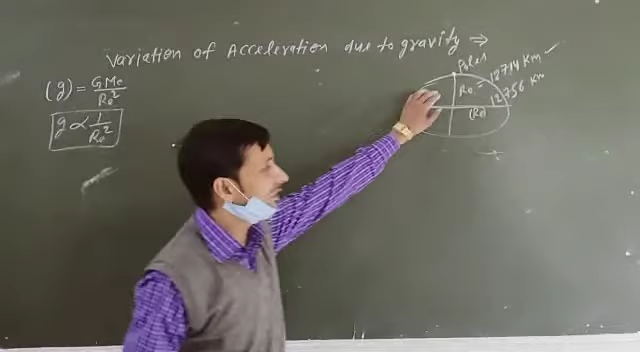 Variation of Acceleration due to gravity →
(g) = GMe/Re²
g ∝ 1/Re²
Poles
Re = 12714 Km ✓
12756 Km
(Re)